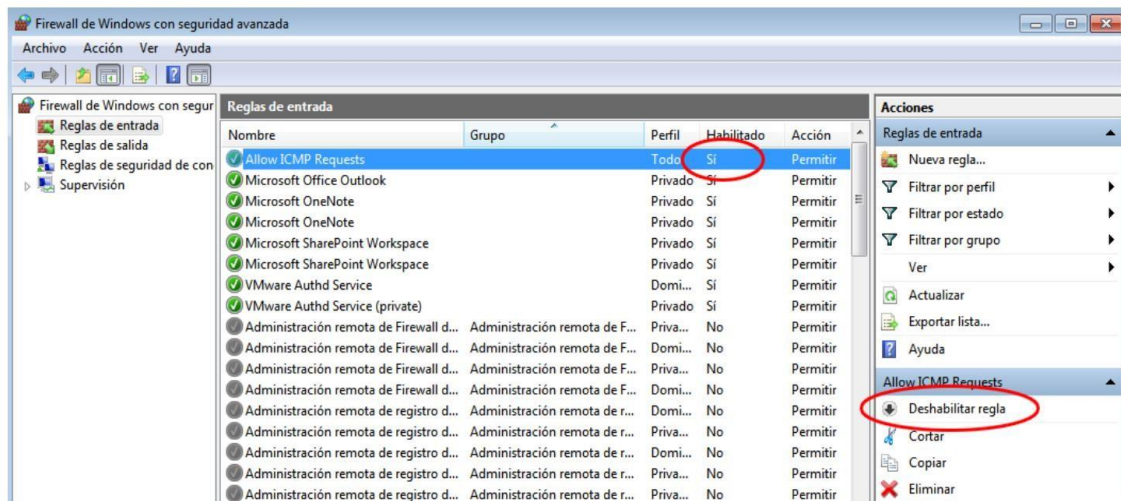 Firewall de Windows con seguridad avanzada
Archivo Acción Ver Ayuda
Firewall de Windows con segur
Reglas de entrada
Reglas de salida
Reglas de seguridad de con
Supervisión
Reglas de entrada
Nombre Grupo Perfil Habilitado Acción
Allow ICMP Requests Todo Sí Permitir
Microsoft Office Outlook Privado Sí Permitir
Microsoft OneNote Privado Sí Permitir
Microsoft OneNote Privado Sí Permitir
Microsoft SharePoint Workspace Privado Sí Permitir
Microsoft SharePoint Workspace Privado Sí Permitir
VMware Authd Service Domi... Sí Permitir
VMware Authd Service (private) Privado Sí Permitir
Administración remota de Firewall d... Administración remota de F... Priva... No Permitir
Administración remota de Firewall d... Administración remota de F... Domi... No Permitir
Administración remota de Firewall d... Administración remota de F... Priva... No Permitir
Administración remota de Firewall d... Administración remota de F... Domi... No Permitir
Administración remota de registro d... Administración remota de r... Domi... No Permitir
Administración remota de registro d... Administración remota de r... Priva... No Permitir
Administración remota de registro d... Administración remota de r... Domi... No Permitir
Administración remota de registro d... Administración remota de r... Priva... No Permitir
Administración remota de registro d... Administración remota de r... Priva... No Permitir
Acciones
Reglas de entrada
Nueva regla...
Filtrar por perfil
Filtrar por estado
Filtrar por grupo
Ver
Actualizar
Exportar lista...
Ayuda
Allow ICMP Requests
Deshabilitar regla
Cortar
Copiar
Eliminar